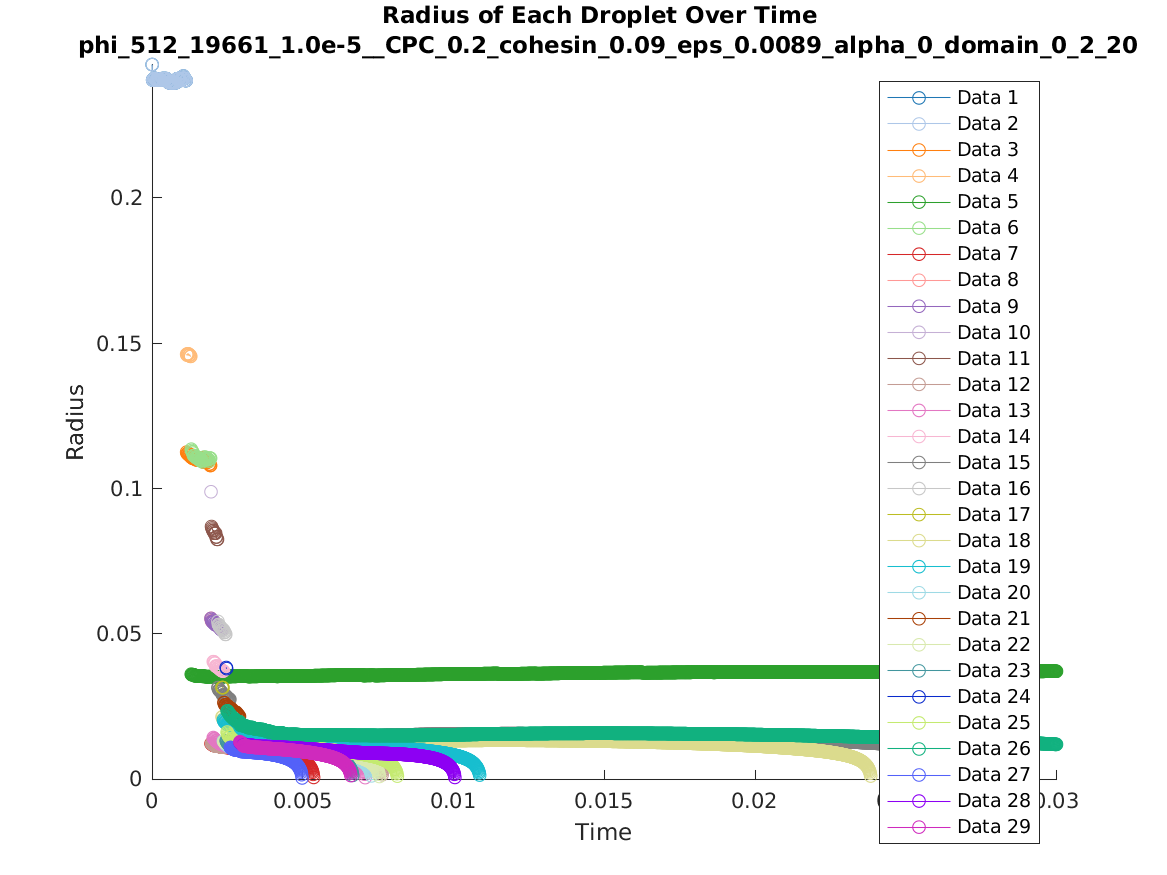 Radius of Each Droplet Over Time
phi_512_19661_1.0e-5__CPC_0.2_cohesin_0.09_eps_0.0089_alpha_0_domain_0_2_20
Radius
0.2
0.15
0.1
0.05
0
0
0.005
0.01
0.015
0.02
0
0.03
Time
Data 1
Data 2
Data 3
Data 4
Data 5
Data 6
Data 7
Data 8
Data 9
Data 10
Data 11
Data 12
Data 13
Data 14
Data 15
Data 16
Data 17
Data 18
Data 19
Data 20
Data 21
Data 22
Data 23
Data 24
Data 25
Data 26
Data 27
Data 28
Data 29